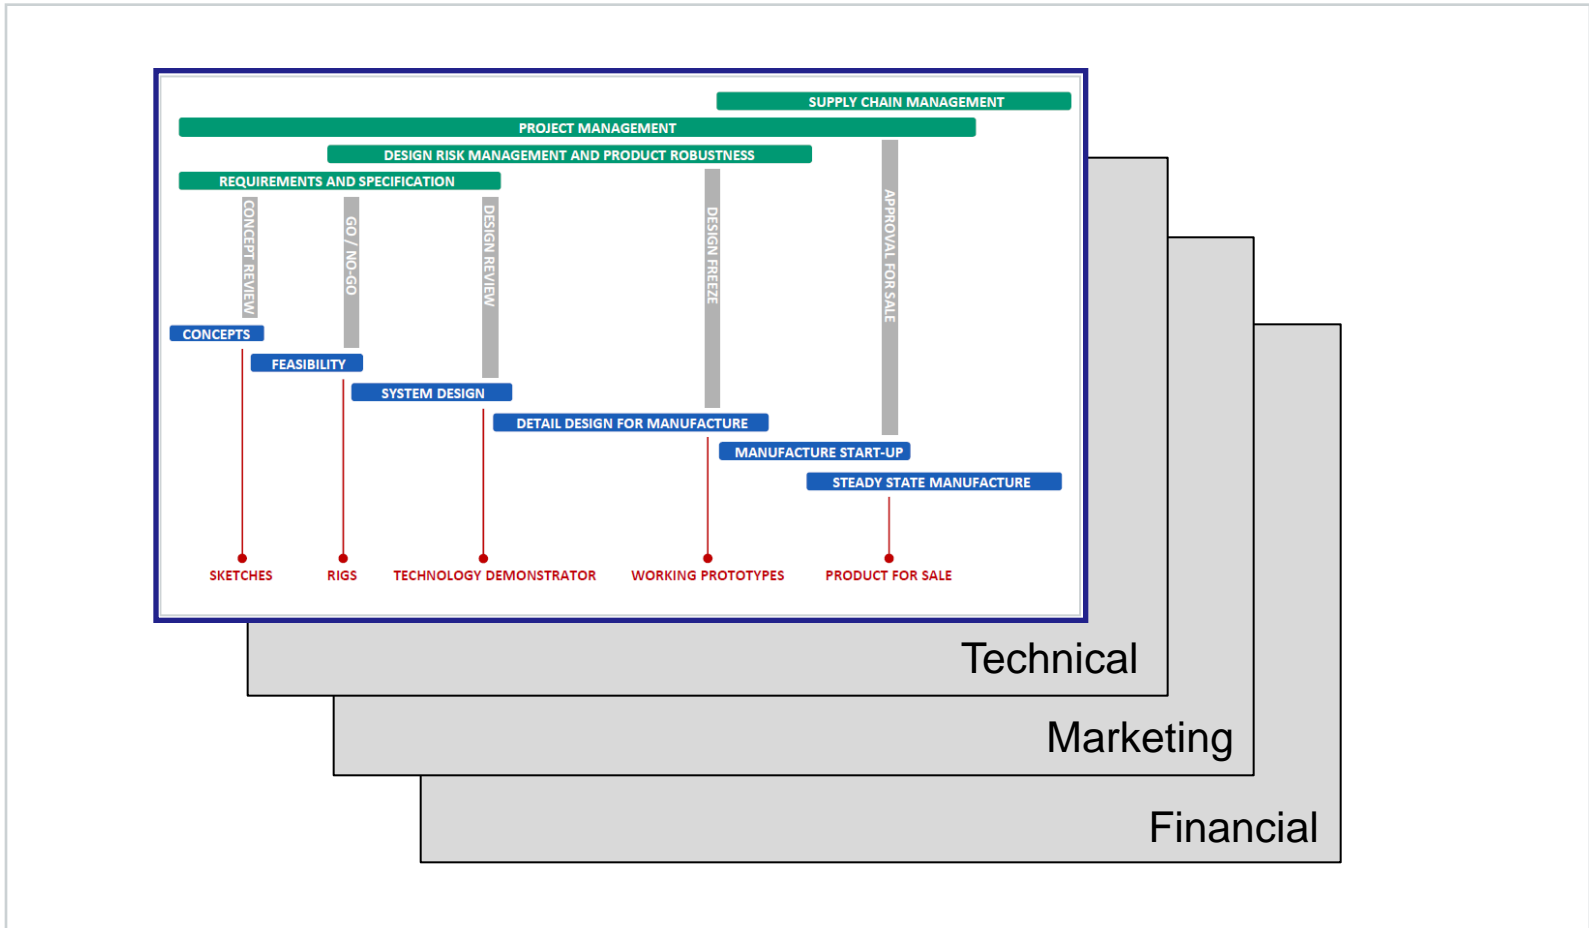 SUPPLY CHAIN MANAGEMENT
PROJECT MANAGEMENT
DESIGN RISK MANAGEMENT AND PRODUCT ROBUSTNESS
REQUIREMENTS AND SPECIFICATION
CONCEPT REVIEW
GO / NO-GO
DESIGN REVIEW
DESIGN FREEZE
APPROVAL FOR SALE
CONCEPTS
FEASIBILITY
SYSTEM DESIGN
DETAIL DESIGN FOR MANUFACTURE
MANUFACTURE START-UP
STEADY STATE MANUFACTURE
SKETCHES
RIGS
TECHNOLOGY DEMONSTRATOR
WORKING PROTOTYPES
PRODUCT FOR SALE
Technical
Marketing
Financial